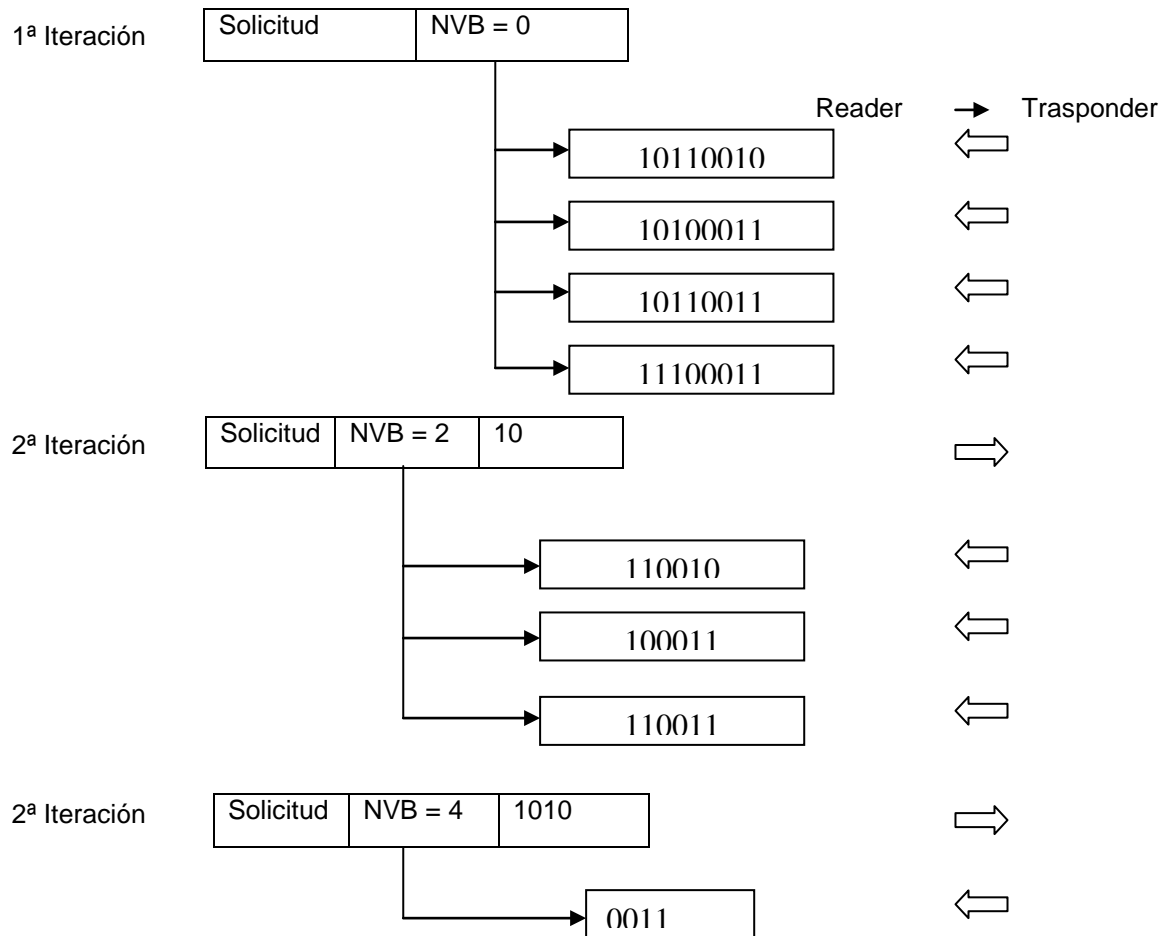 1ª Iteración
Solicitud NVB = 0
Reader Trasponder
10110010
10100011
10110011
11100011
2ª Iteración
Solicitud NVB = 2 10
110010
100011
110011
2ª Iteración
Solicitud NVB = 4 1010
0011